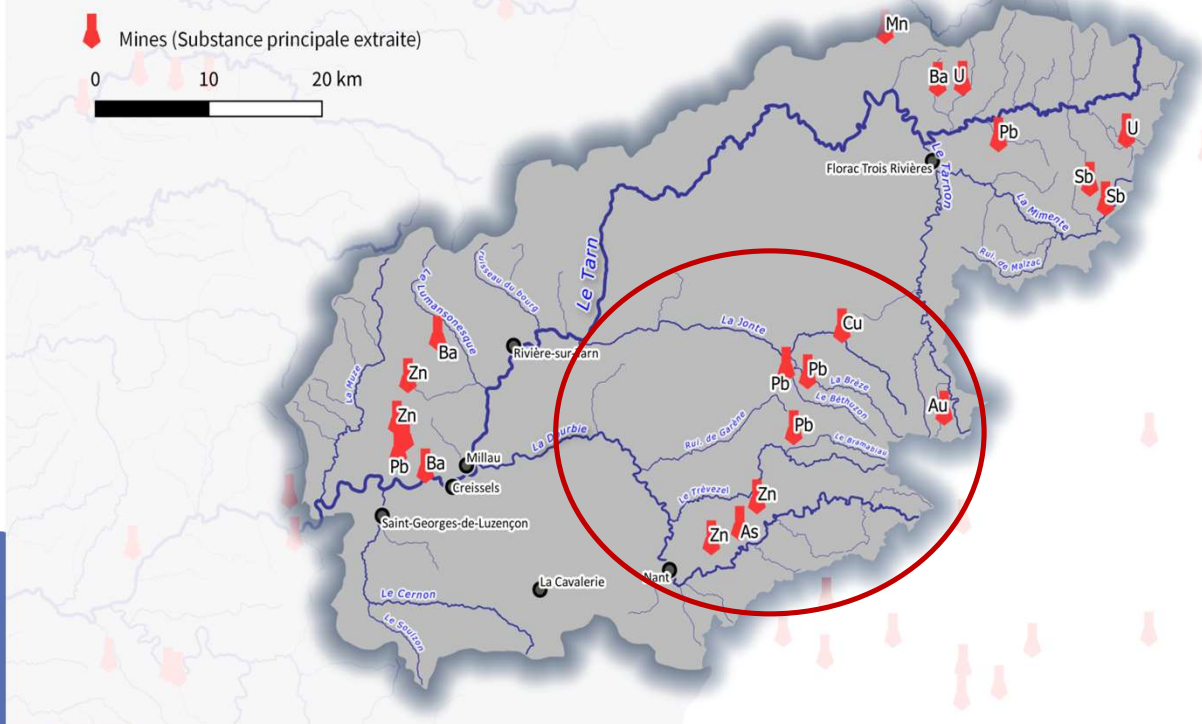 Mines (Substance principale extraite)
0 10 20 km
Mn
Ba U
Pb
U
Florac Trois Rivières
Le Tarnon
Sb
Sb
La Mimente
Rui. de Malzac
Le Tarn
ruisseau du bourg
Le Lumansonesque
La Muze
Ba
Zn
Zn
Pb
Ba
Rivière-sur-Tarn
La Jonte
Cu
Pb
Pb
La Brèze
Le Béthuzon
Au
Pb
Rui. de Garène
Le Bramabiau
La Dourbie
Millau
Creissels
Saint-Georges-de-Luzençon
Le Trévezel
Zn
Zn
As
Nant
La Cavalerie
Le Cernon
Le Soulzon